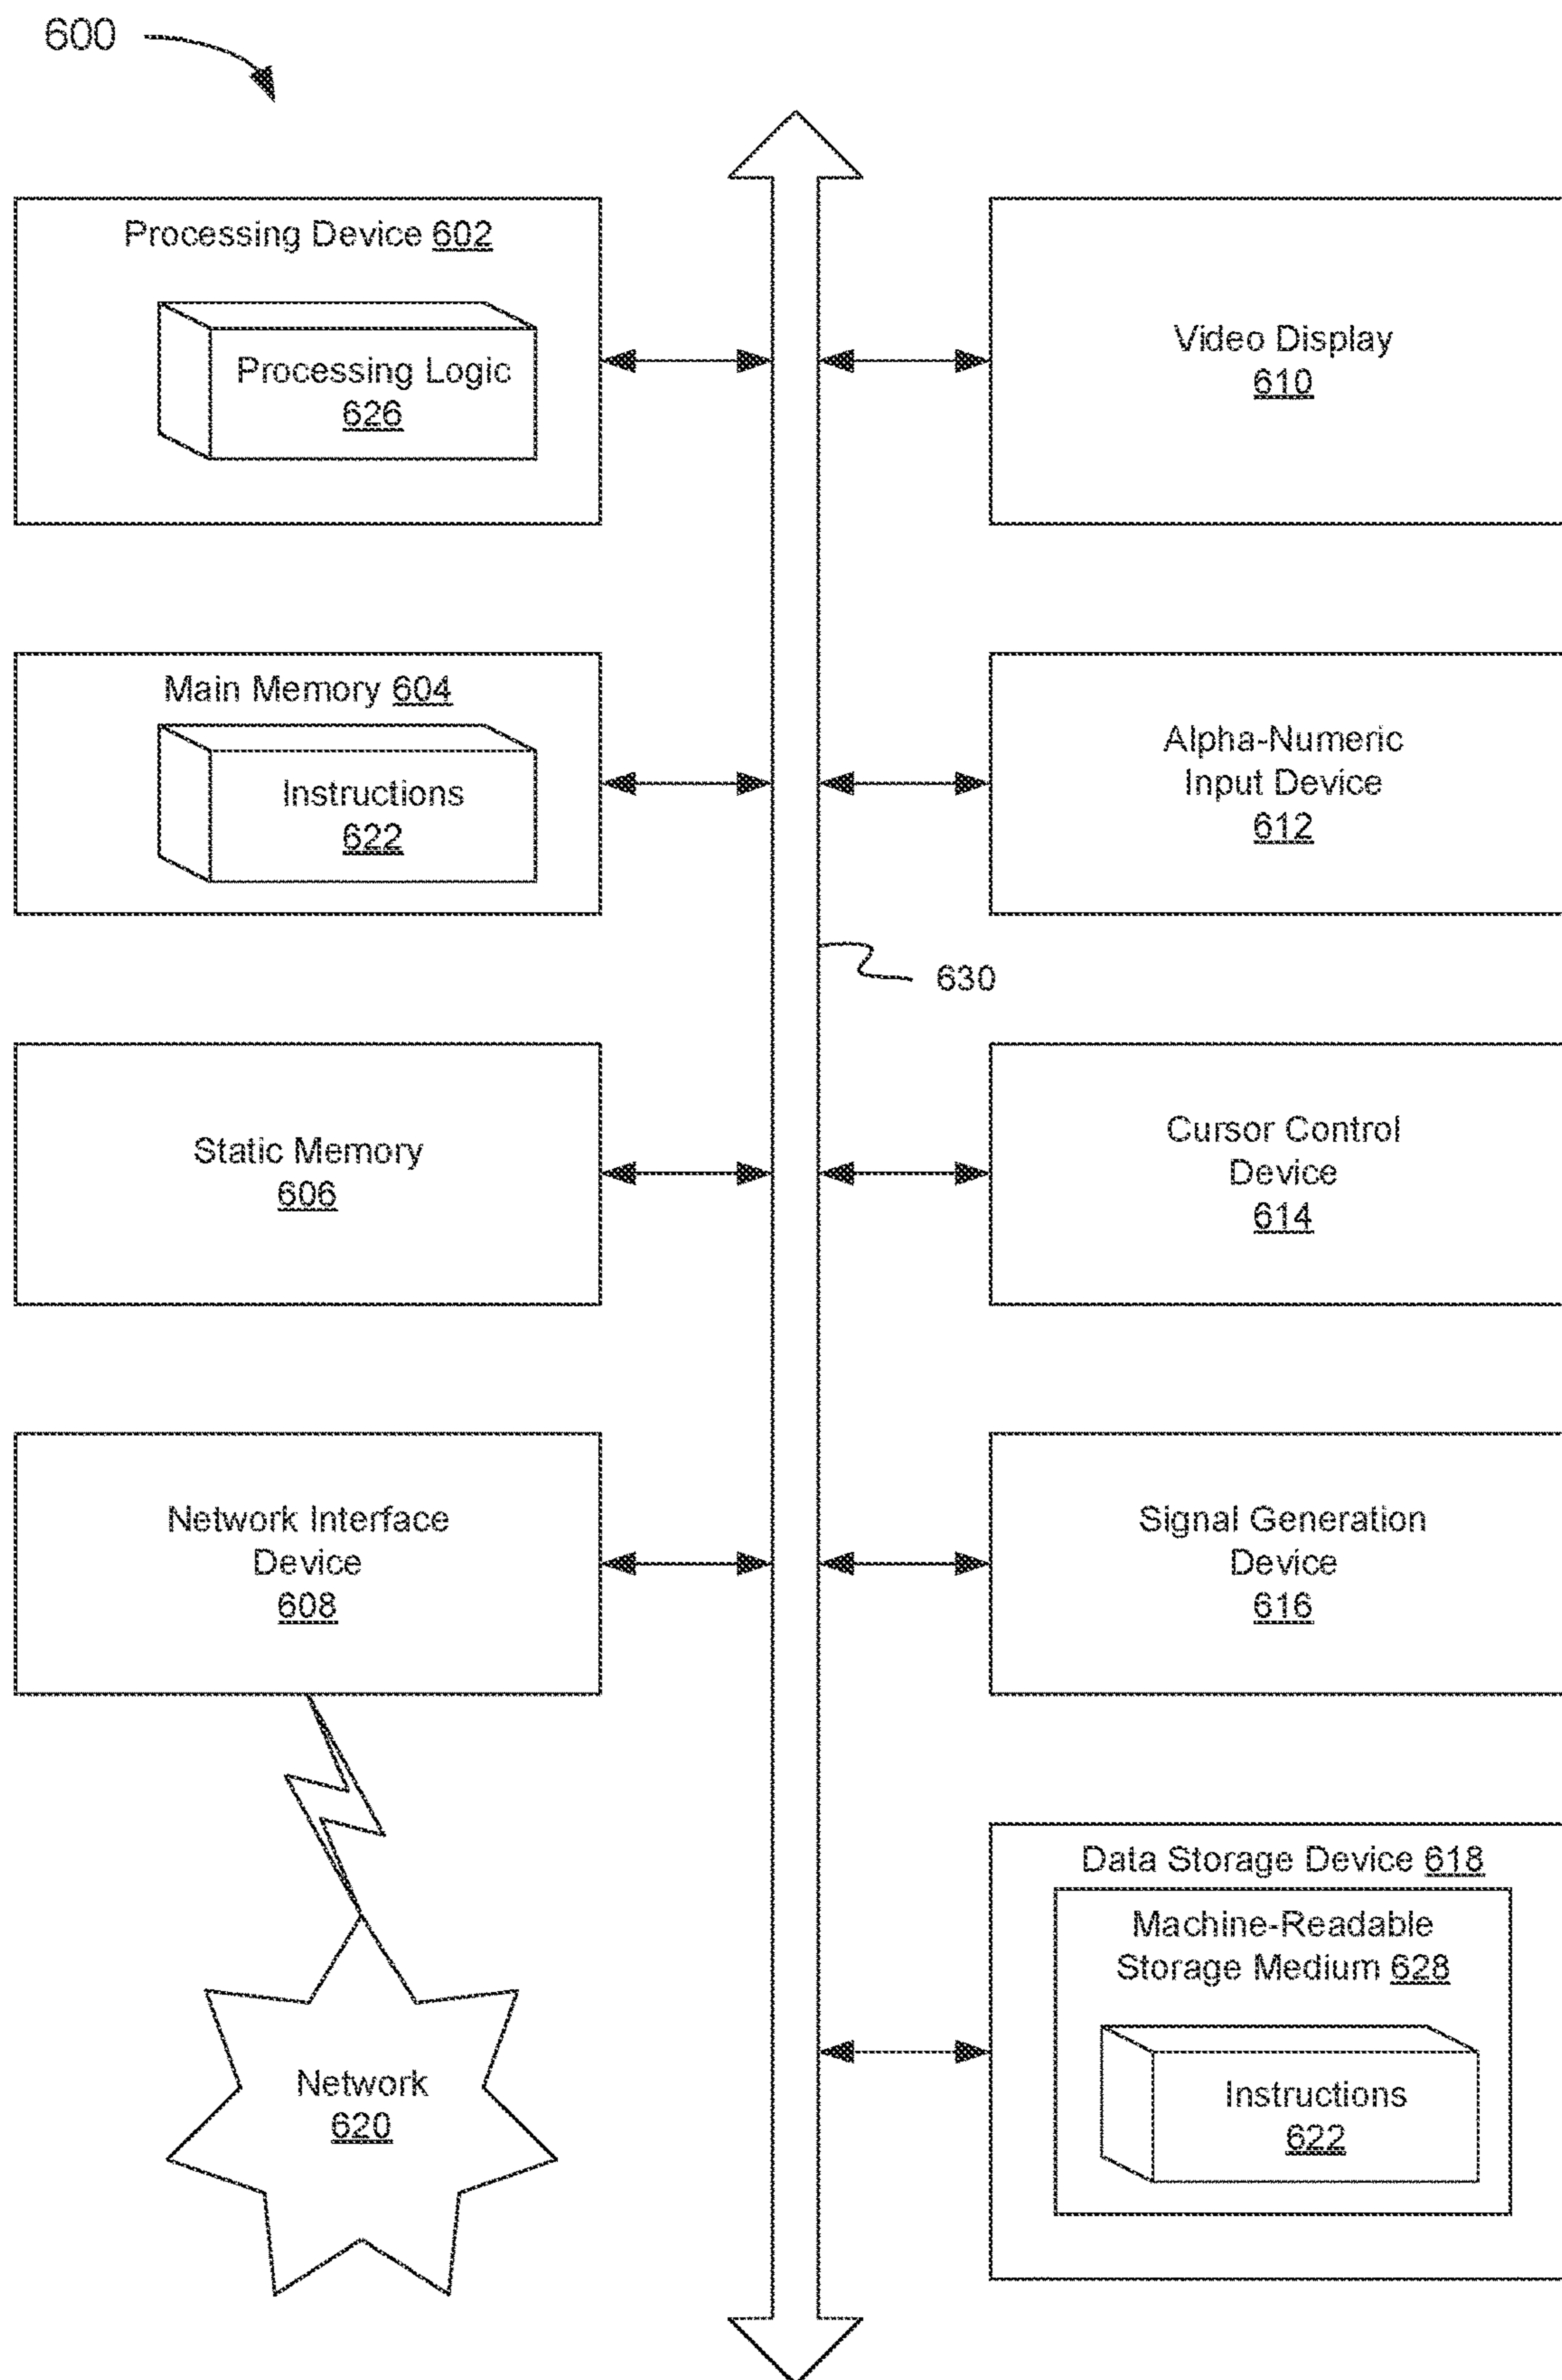 600
Processing Device 602
Processing Logic
626
Video Display
610
Main Memory 604
Instructions
622
Alpha-Numeric
Input Device
612
630
Static Memory
606
Cursor Control
Device
614
Network Interface
Device
608
Signal Generation
Device
616
Data Storage Device 618
Machine-Readable
Storage Medium 628
Instructions
622
Network
620